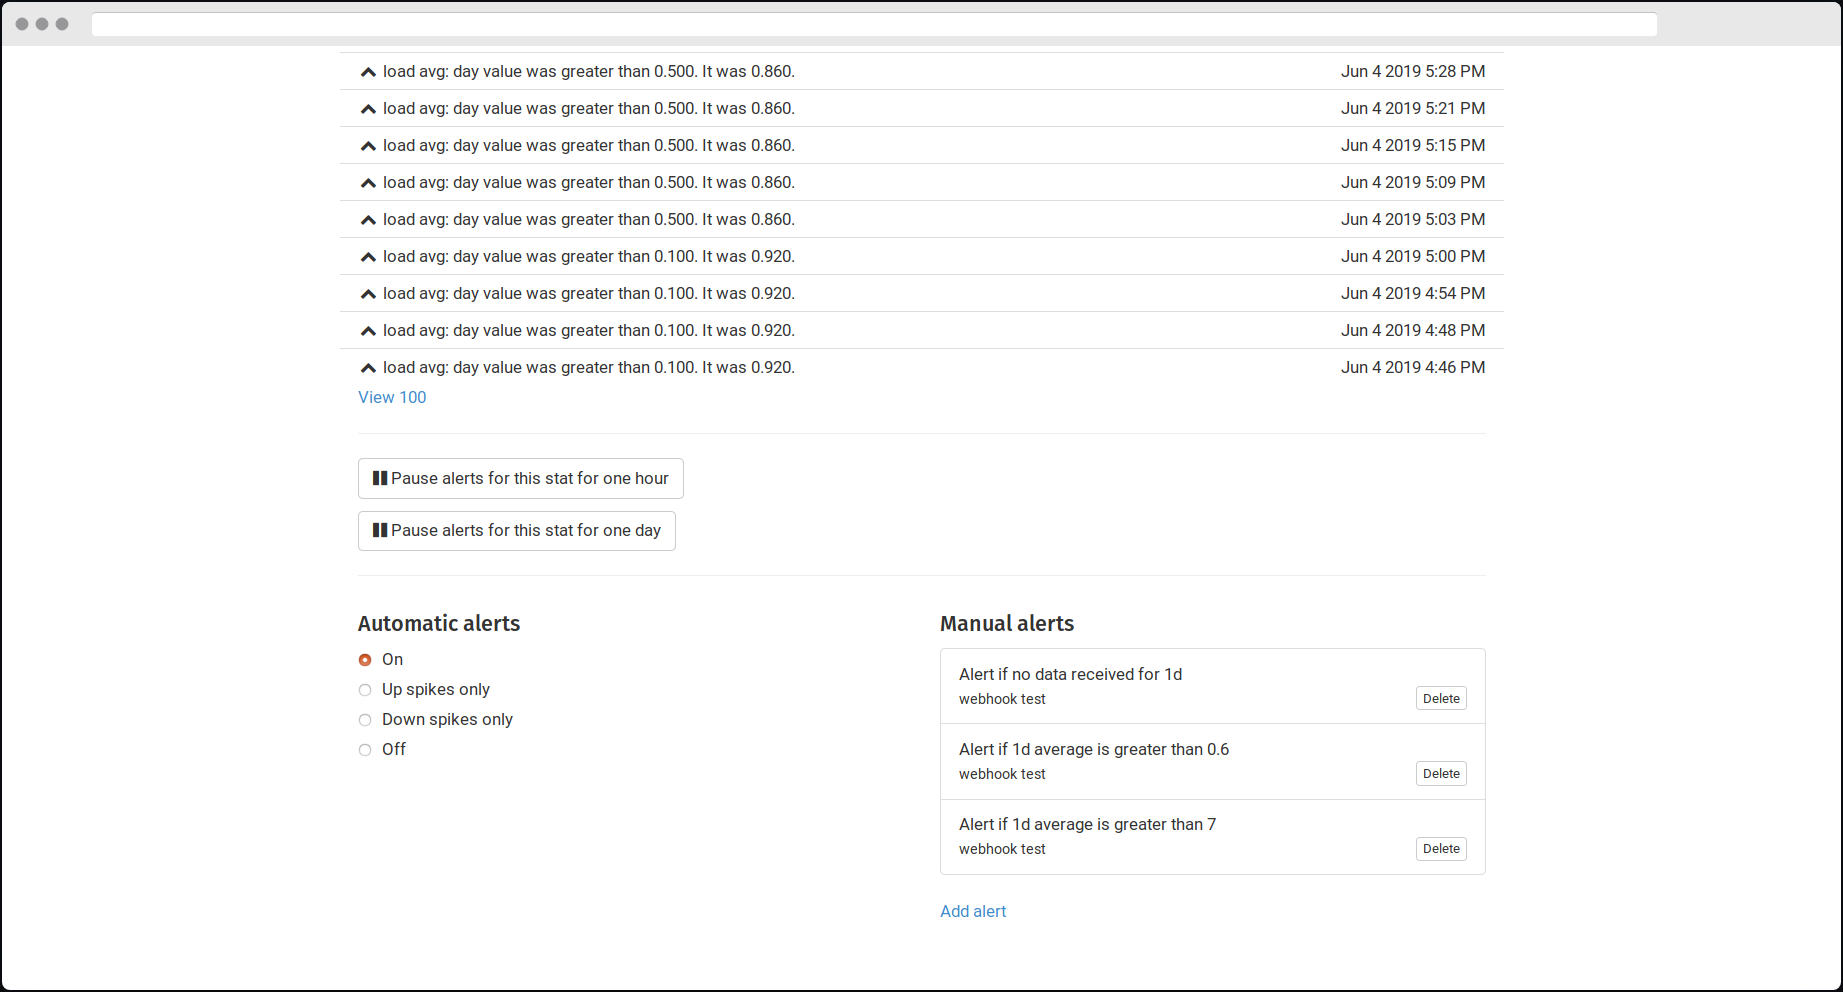 load avg: day value was greater than 0.500. It was 0.860. Jun 4 2019 5:28 PM
load avg: day value was greater than 0.500. It was 0.860. Jun 4 2019 5:21 PM
load avg: day value was greater than 0.500. It was 0.860. Jun 4 2019 5:15 PM
load avg: day value was greater than 0.500. It was 0.860. Jun 4 2019 5:09 PM
load avg: day value was greater than 0.500. It was 0.860. Jun 4 2019 5:03 PM
load avg: day value was greater than 0.100. It was 0.920. Jun 4 2019 5:00 PM
load avg: day value was greater than 0.100. It was 0.920. Jun 4 2019 4:54 PM
load avg: day value was greater than 0.100. It was 0.920. Jun 4 2019 4:48 PM
load avg: day value was greater than 0.100. It was 0.920. Jun 4 2019 4:46 PM
View 100
Pause alerts for this stat for one hour
Pause alerts for this stat for one day
Automatic alerts
On
Up spikes only
Down spikes only
Off
Manual alerts
Alert if no data received for 1d
webhook test Delete
Alert if 1d average is greater than 0.6
webhook test Delete
Alert if 1d average is greater than 7
webhook test Delete
Add alert